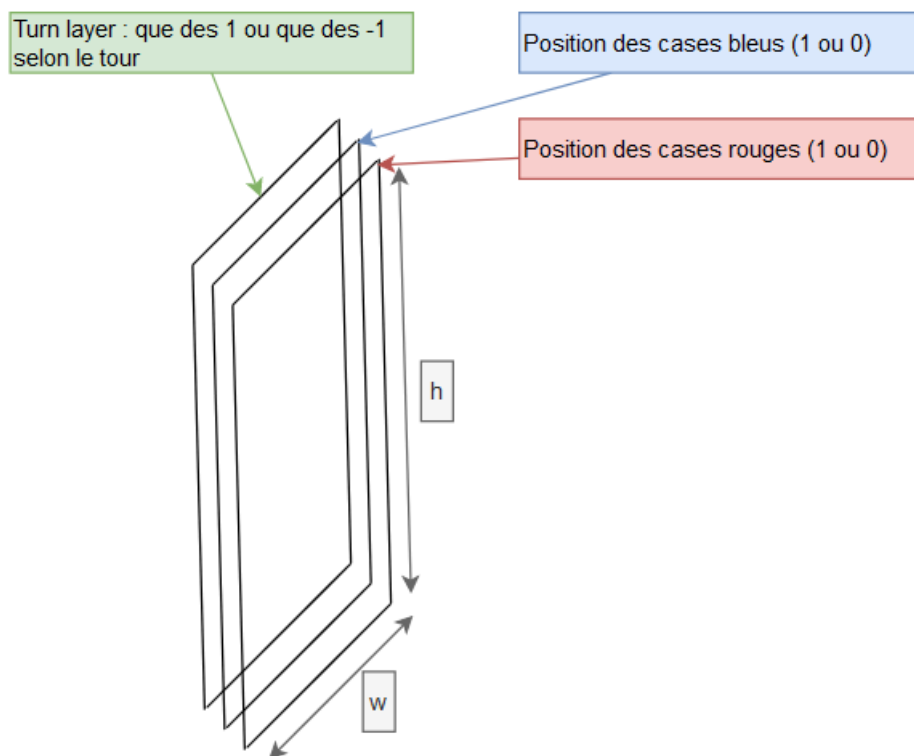 Turn layer : que des 1 ou que des -1
selon le tour
Position des cases bleus (1 ou 0)
Position des cases rouges (1 ou 0)
h
w